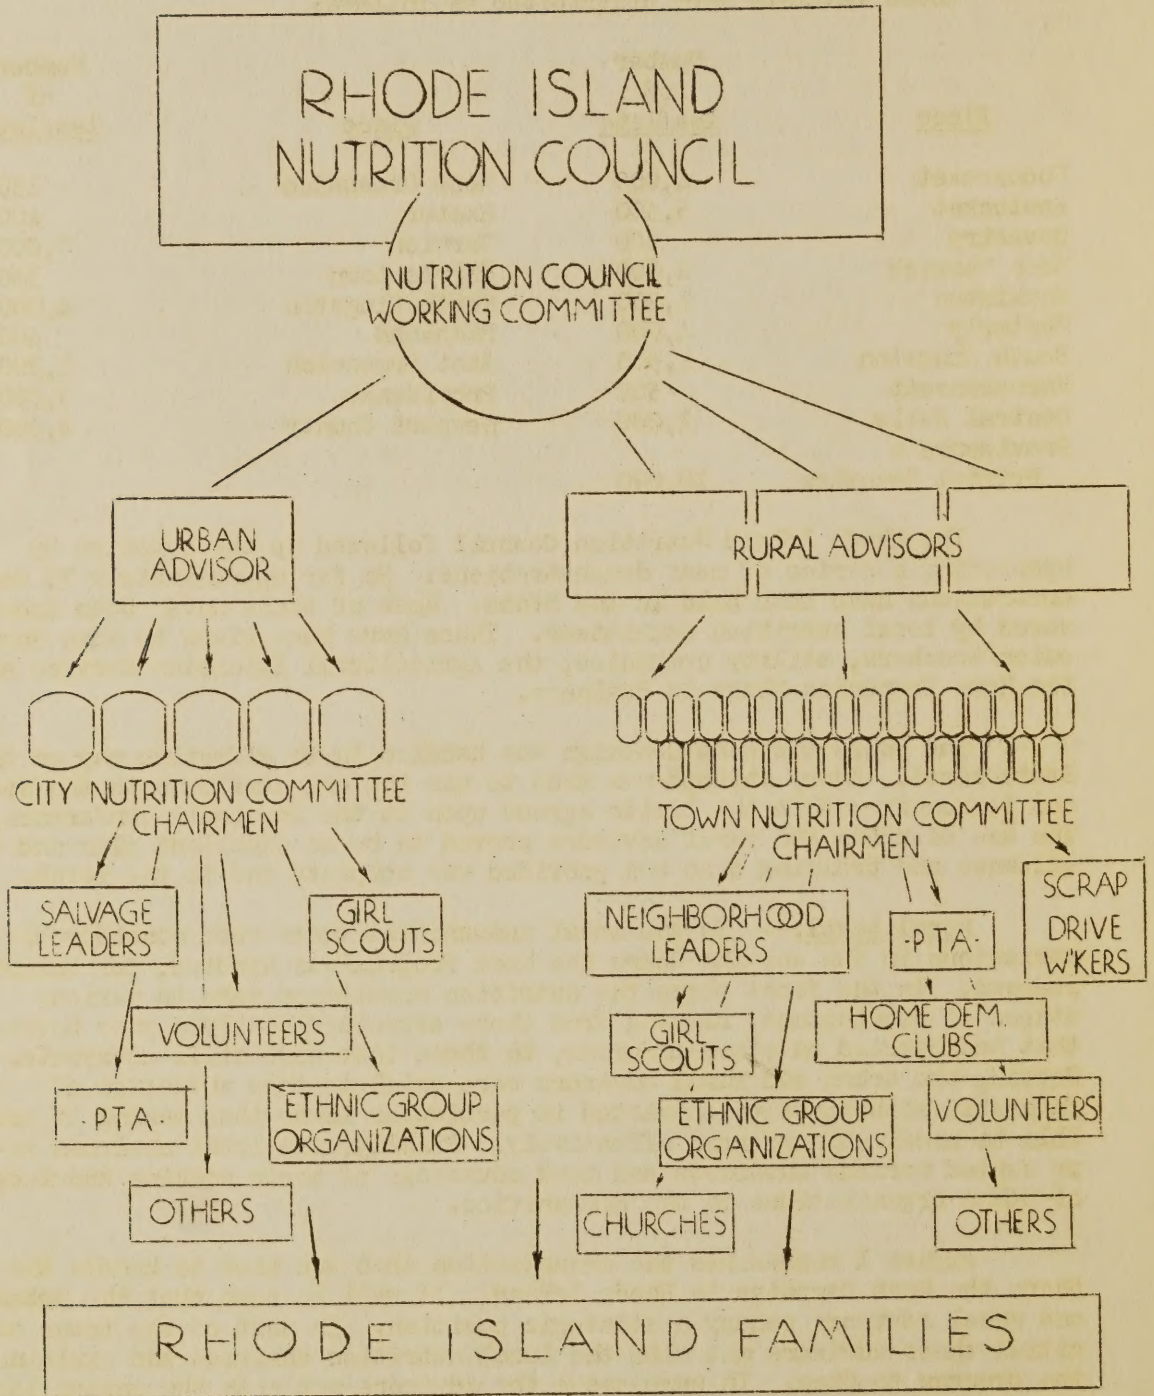 RHODE ISLAND
NUTRITION COUNCIL
NUTRITION COUNCIL
WORKING COMMITTEE
URBAN
ADVISOR
RURAL ADVISORS
CITY NUTRITION COMMITTEE
CHAIRMEN
TOWN NUTRITION COMMITTEE
CHAIRMEN
SALVAGE
LEADERS
GIRL
SCOUTS
VOLUNTEERS
·PTA·
ETHNIC GROUP
ORGANIZATIONS
OTHERS
NEIGHBORHOOD
LEADERS
·PTA·
SCRAP
DRIVE
W'KERS
GIRL
SCOUTS
HOME DEM.
CLUBS
ETHNIC GROUP
ORGANIZATIONS
VOLUNTEERS
CHURCHES
OTHERS
RHODE ISLAND FAMILIES